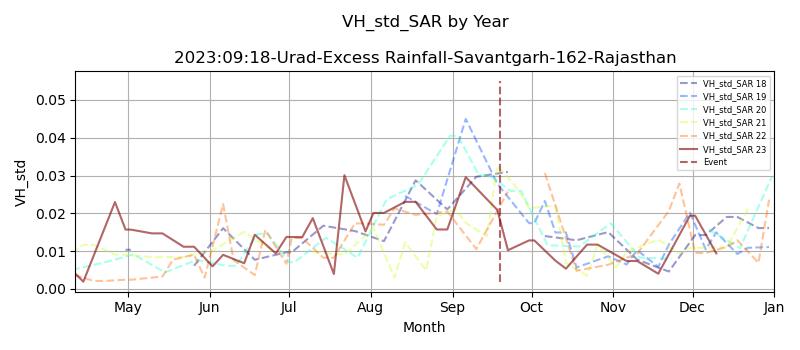 VH_std_SAR by Year
2023:09:18-Urad-Excess Rainfall-Savantgarh-162-Rajasthan
VH_std
0.05
0.04
0.03
0.02
0.01
0.00
VH_std_SAR 18
VH_std_SAR 19
VH_std_SAR 20
VH_std_SAR 21
VH_std_SAR 22
VH_std_SAR 23
Event
May Jun Jul Aug Sep Oct Nov Dec Jan
Month